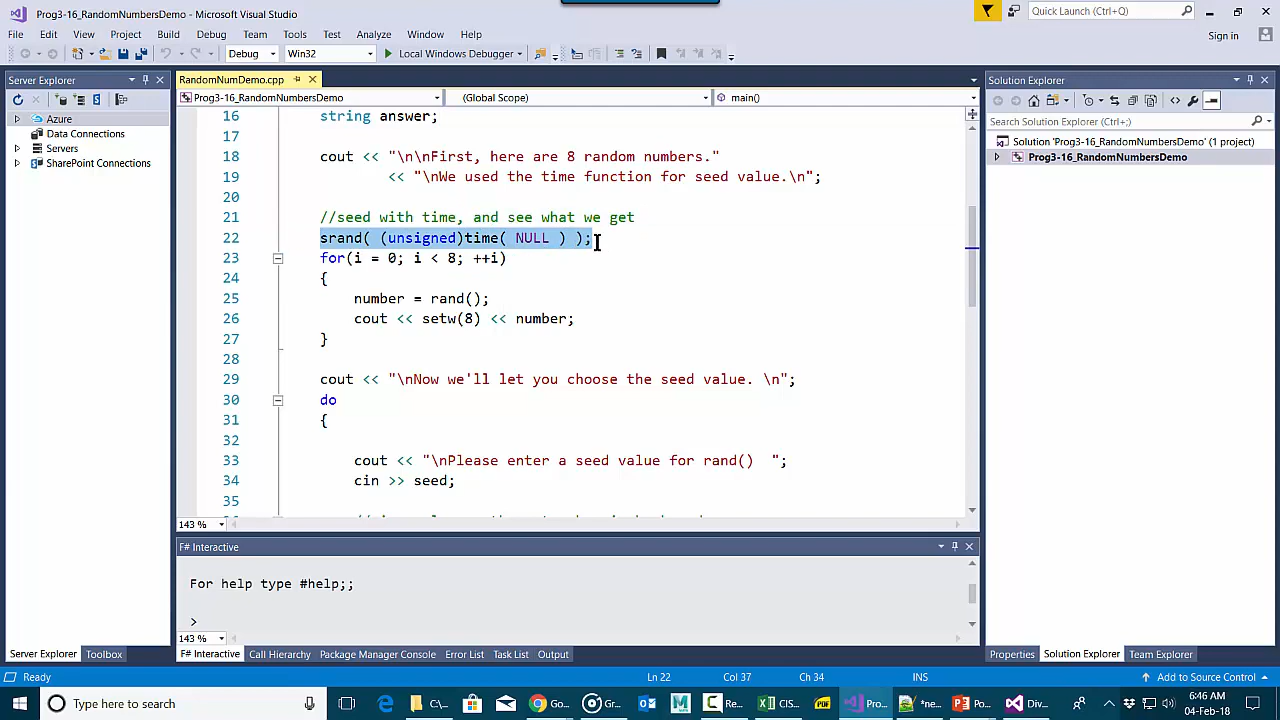 Prog3-16_RandomNumbersDemo - Microsoft Visual Studio
Quick Launch (Ctrl+Q)
File Edit View Project Build Debug Team Tools Test Analyze Window Help
Sign in
Debug Win32 Local Windows Debugger
Server Explorer
Azure
Data Connections
Servers
SharePoint Connections
RandomNumDemo.cpp
Prog3-16_RandomNumbersDemo (Global Scope) main()
16 string answer;
17
18 cout << "\n\nFirst, here are 8 random numbers."
19 << "\nWe used the time function for seed value.\n";
20
21 //seed with time, and see what we get
22 srand( (unsigned)time( NULL ) );
23 for(i = 0; i < 8; ++i)
24 {
25 number = rand();
26 cout << setw(8) << number;
27 }
28
29 cout << "\nNow we'll let you choose the seed value. \n";
30 do
31 {
32
33 cout << "\nPlease enter a seed value for rand()  ";
34 cin >> seed;
35
143 %
F# Interactive
For help type #help;;
>
143 %
Server Explorer Toolbox
F# Interactive Call Hierarchy Package Manager Console Error List Task List Output
Solution Explorer
Search Solution Explorer (Ctrl+;)
Solution 'Prog3-16_RandomNumbersDemo' (1 project)
Prog3-16_RandomNumbersDemo
Properties Solution Explorer Team Explorer
Ready Ln 22 Col 37 Ch 34 INS Add to Source Control
Type here to search
C:\... Go... Gr... Re... CIS... Pro... *ne... Po... Div...
6:46 AM
04-Feb-18